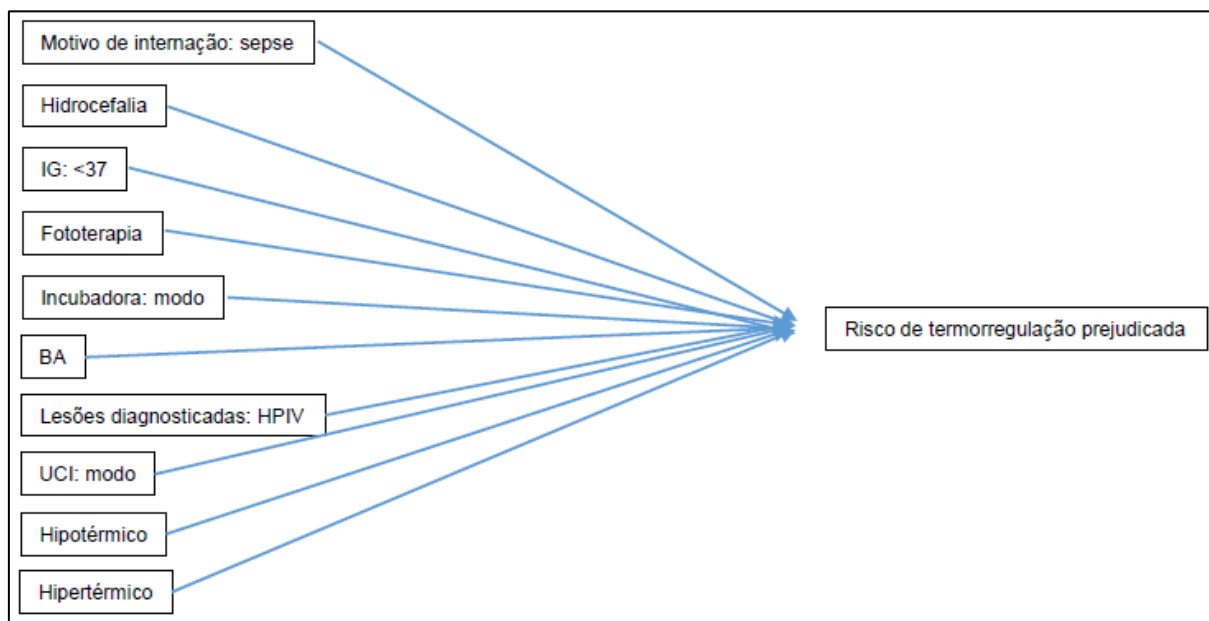 Motivo de internação: sepse
Hidrocefalia
IG: <37
Fototerapia
Incubadora: modo
BA
Lesões diagnosticadas: HPIV
UCI: modo
Hipotérmico
Hipertérmico
Risco de termorregulação prejudicada